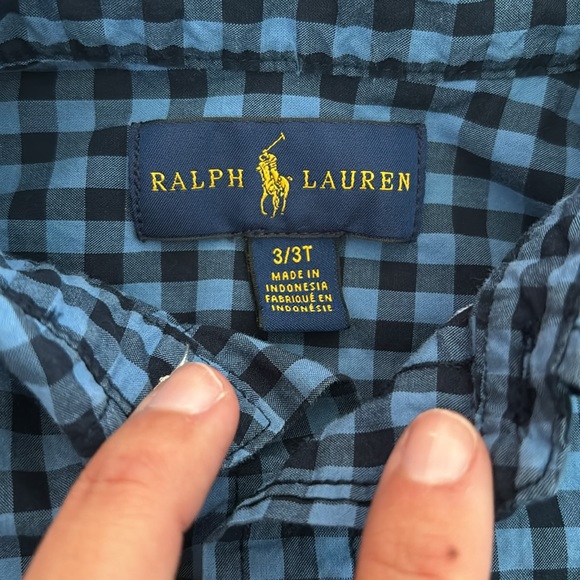 RALPH LAUREN
3/3T
MADE IN
INDONESIA
FABRIQUÉ EN
INDONÉSIE